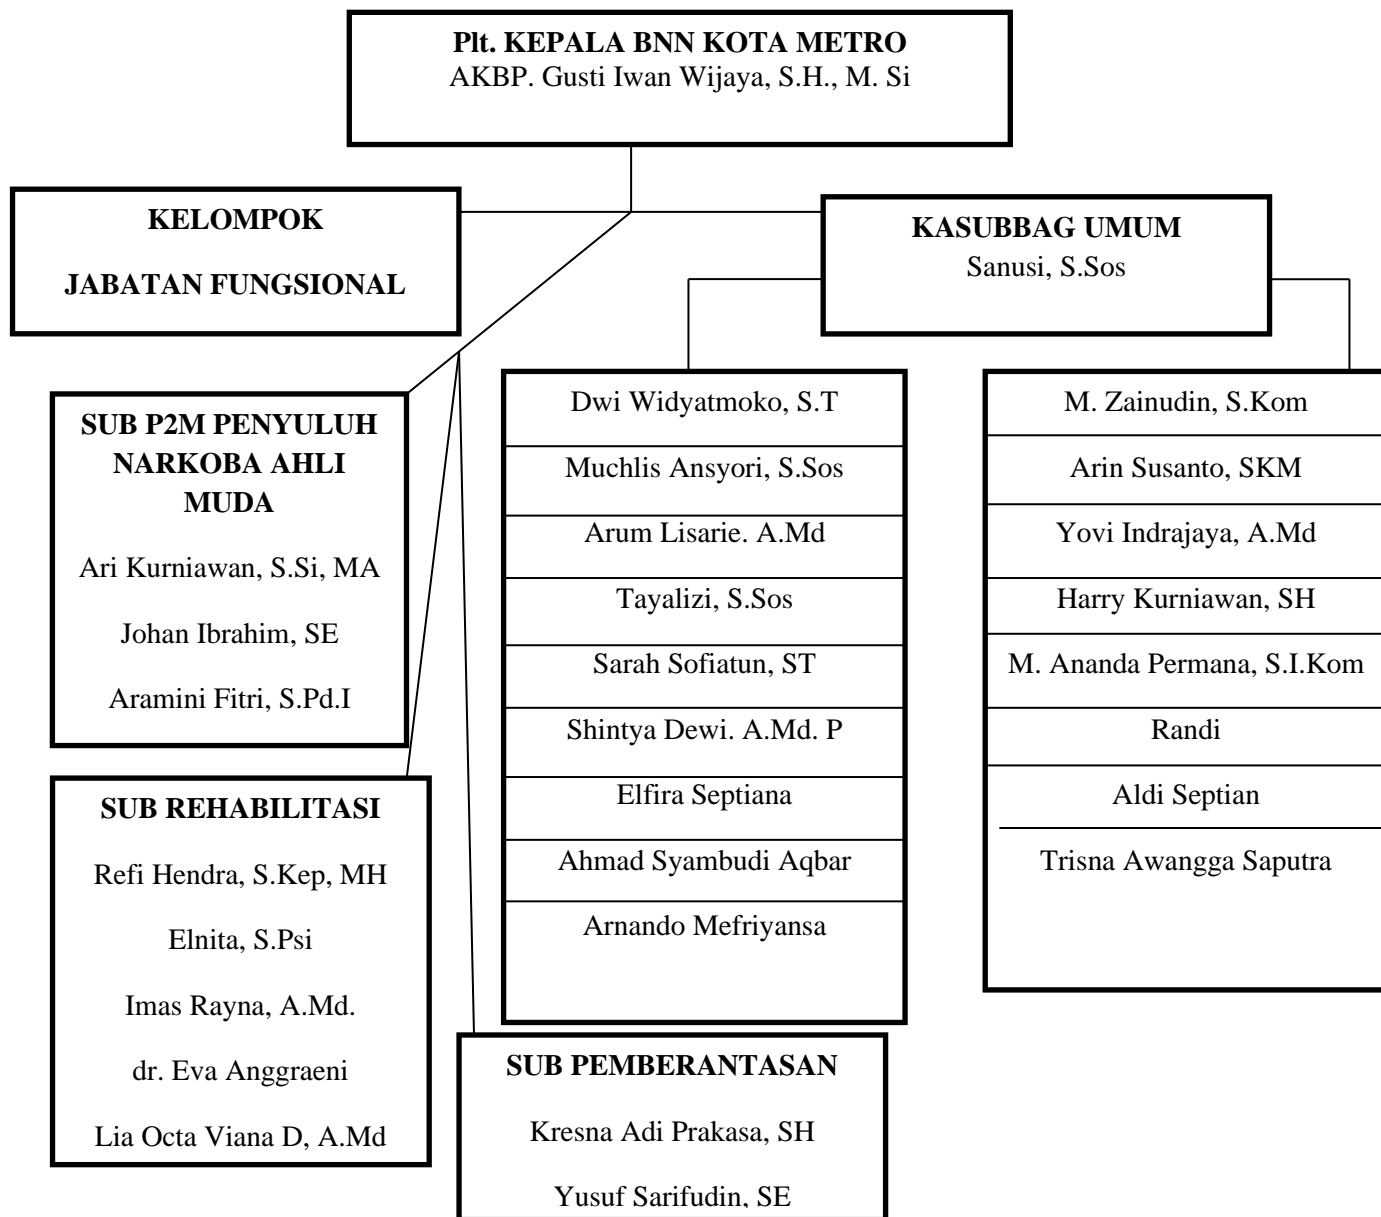 Plt. KEPALA BNN KOTA METRO
AKBP. Gusti Iwan Wijaya, S.H., M. Si
KELOMPOK
JABATAN FUNGSIONAL
KASUBBAG UMUM
Sanusi, S.Sos
SUB P2M PENYULUH
NARKOBA AHLI
MUDA
Ari Kurniawan, S.Si, MA
Johan Ibrahim, SE
Aramini Fitri, S.Pd.I
SUB REHABILITASI
Refi Hendra, S.Kep, MH
Elnita, S.Psi
Imas Rayna, A.Md.
dr. Eva Anggraeni
Lia Octa Viana D, A.Md
Dwi Widyatmoko, S.T
Muchlis Ansyori, S.Sos
Arum Lisarie. A.Md
Tayalizi, S.Sos
Sarah Sofiatun, ST
Shintya Dewi. A.Md. P
Elfira Septiana
Ahmad Syambudi Aqbar
Arnando Mefriyansa
M. Zainudin, S.Kom
Arin Susanto, SKM
Yovi Indrajaya, A.Md
Harry Kurniawan, SH
M. Ananda Permana, S.I.Kom
Randi
Aldi Septian
Trisna Awangga Saputra
SUB PEMBERANTASAN
Kresna Adi Prakasa, SH
Yusuf Sarifudin, SE